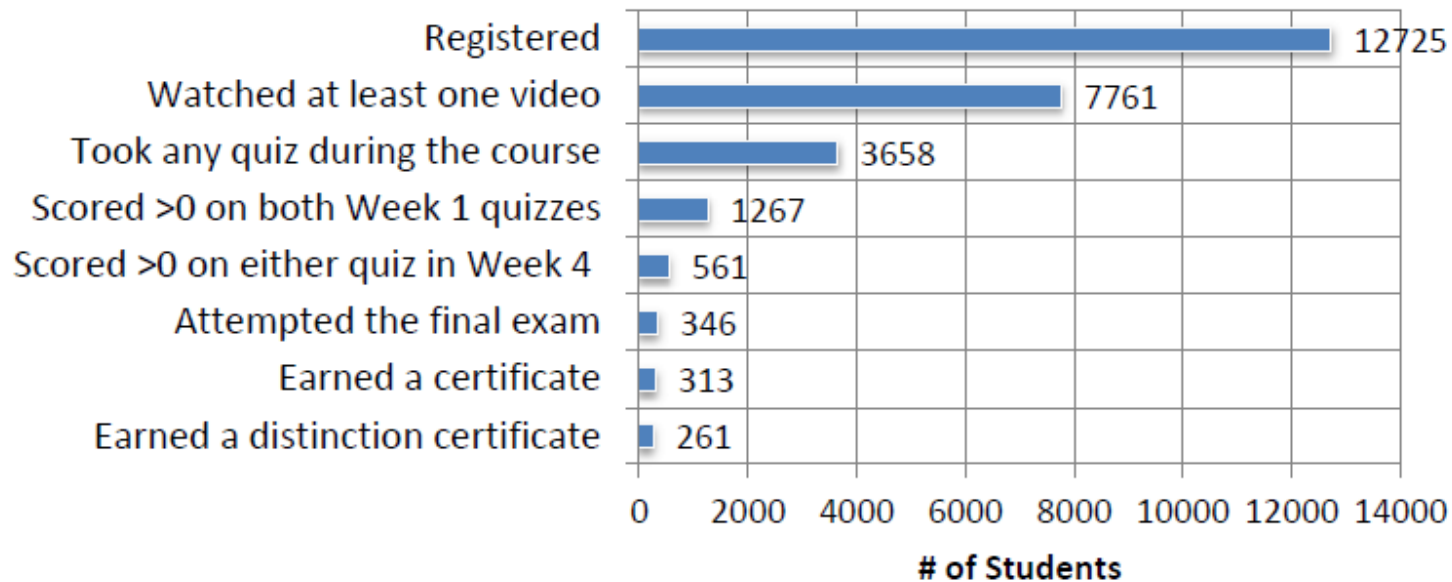 Registered 12725
Watched at least one video 7761
Took any quiz during the course 3658
Scored >0 on both Week 1 quizzes 1267
Scored >0 on either quiz in Week 4 561
Attempted the final exam 346
Earned a certificate 313
Earned a distinction certificate 261
0 2000 4000 6000 8000 10000 12000 14000
# of Students